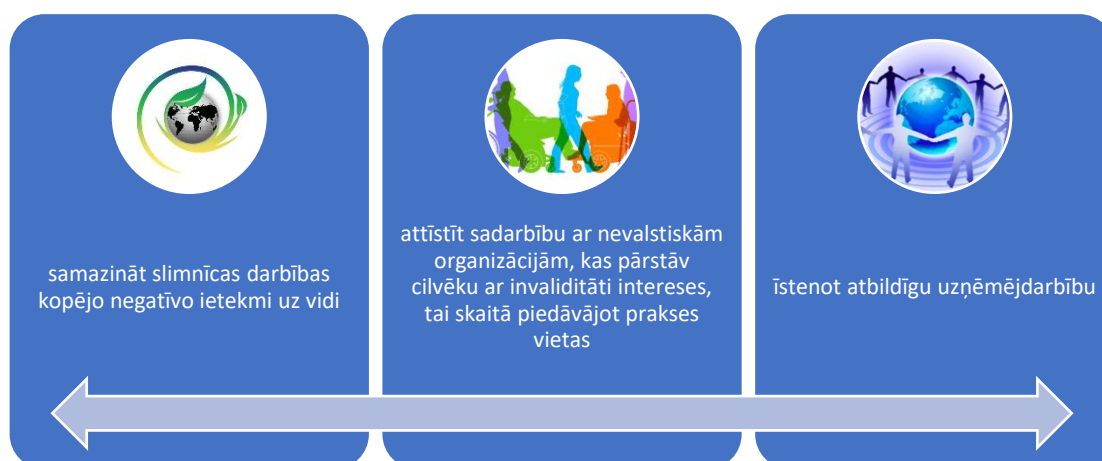 samazināt slimnīcas darbības
kopējo negatīvo ietekmi uz vidi
attīstīt sadarbību ar nevalstiskām
organizācijām, kas pārstāv
cilvēku ar invaliditāti intereses,
tai skaitā piedāvājot prakses
vietas
īstenot atbildīgu uzņēmējdarbību